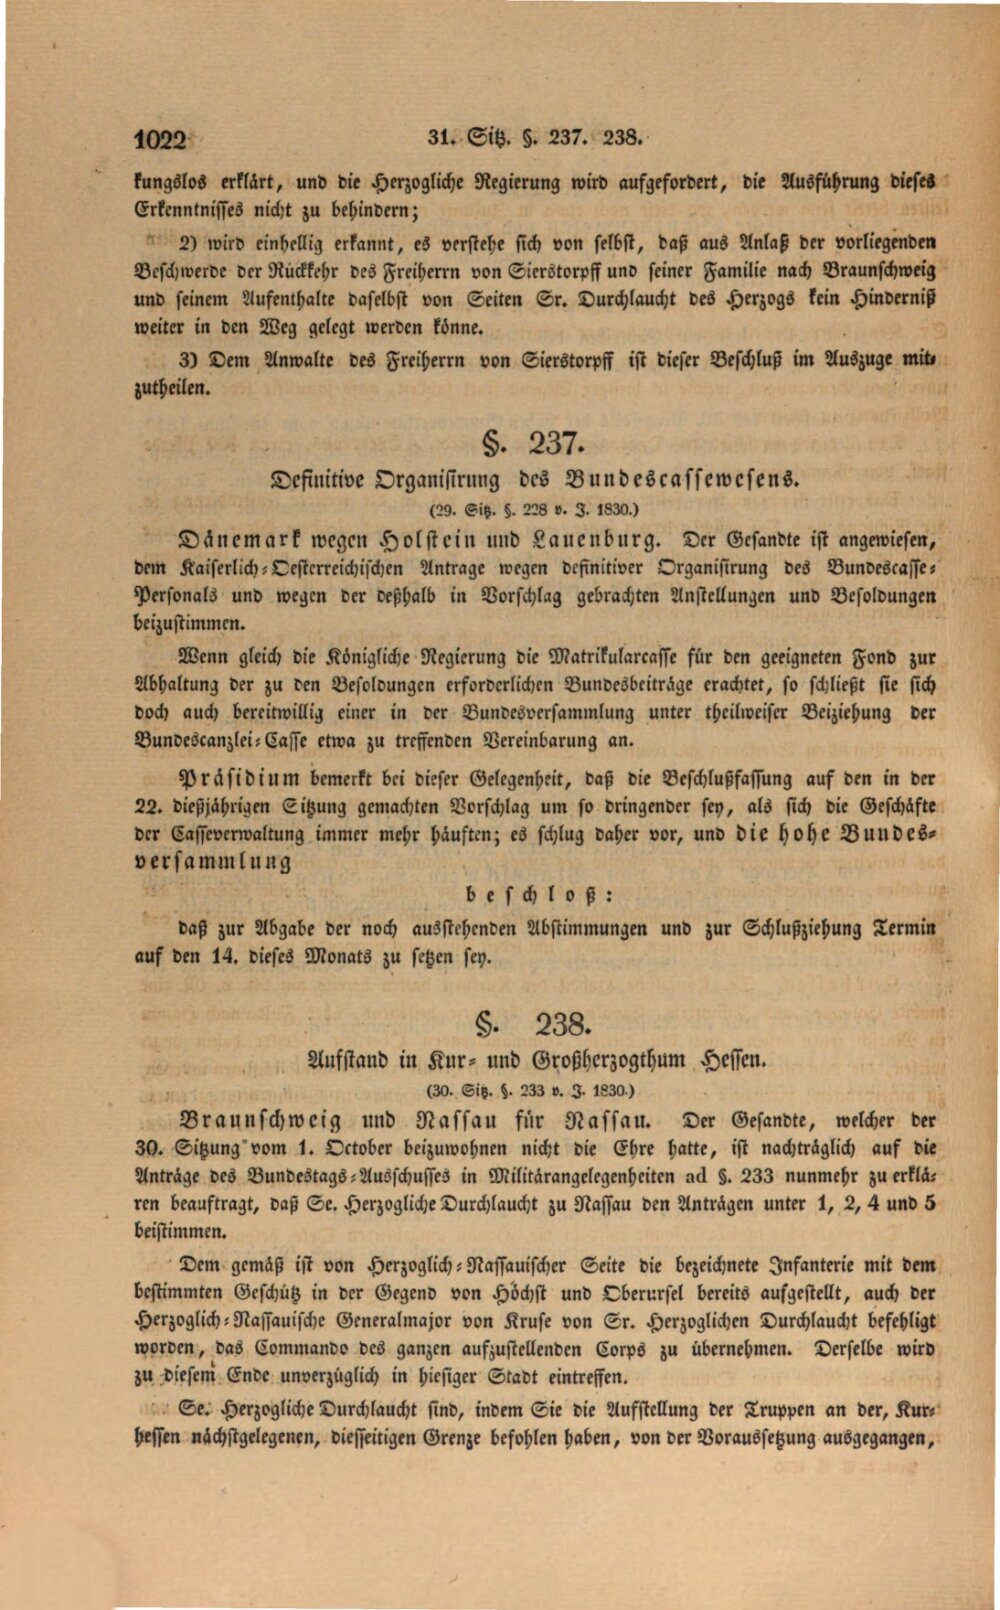 1022
31. Sitz. §. 237. 238.
kungslos erklärt, und die Herzogliche Regierung wird aufgefordert, die Ausführung dieses
Erkenntnisses nicht zu behindern;
2) wird einhellig erkannt, es verstehe sich von selbst, daß aus Anlaß der vorliegenden
Beschwerde der Rückkehr des Freiherrn von Sierstorpff und seiner Familie nach Braunschweig
und seinem Aufenthalte daselbst von Seiten Sr. Durchlaucht des Herzogs kein Hinderniß
weiter in den Weg gelegt werden könne.
3) Dem Anwalte des Freiherrn von Sierstorpff ist dieser Beschluß im Auszuge mit-
zutheilen.
§. 237.
Definitive Organisirung des Bundescassewesens.
(29. Sitz. §. 228 v. J. 1830.)
Dänemark wegen Holstein und Lauenburg. Der Gesandte ist angewiesen,
dem Kaiserlich-Oesterreichischen Antrage wegen definitiver Organisirung des Bundescasse-
Personals und wegen der deßhalb in Vorschlag gebrachten Anstellungen und Besoldungen
beizustimmen.
Wenn gleich die Königliche Regierung die Matrikularcasse für den geeigneten Fond zur
Abhaltung der zu den Besoldungen erforderlichen Bundesbeiträge erachtet, so schließt sie sich
doch auch bereitwillig einer in der Bundesversammlung unter theilweiser Beiziehung der
Bundescanzlei-Casse etwa zu treffenden Vereinbarung an.
Präsidium bemerkt bei dieser Gelegenheit, daß die Beschlußfassung auf den in der
22. dießjährigen Sitzung gemachten Vorschlag um so dringender sey, als sich die Geschäfte
der Casseverwaltung immer mehr häuften; es schlug daher vor, und die hohe Bundes-
versammlung
beschloß:
daß zur Abgabe der noch ausstehenden Abstimmungen und zur Schlußziehung Termin
auf den 14. dieses Monats zu setzen sey.
§. 238.
Aufstand in Kur- und Großherzogthum Hessen.
(30. Sitz. §. 233 v. J. 1830.)
Braunschweig und Nassau für Nassau. Der Gesandte, welcher der
30. Sitzung vom 1. October beizuwohnen nicht die Ehre hatte, ist nachträglich auf die
Anträge des Bundestags-Ausschusses in Militärangelegenheiten ad §. 233 nunmehr zu erklä-
ren beauftragt, daß Se. Herzogliche Durchlaucht zu Nassau den Anträgen unter 1, 2, 4 und 5
beistimmen.
Dem gemäß ist von Herzoglich-Nassauischer Seite die bezeichnete Infanterie mit dem
bestimmten Geschütz in der Gegend von Höchst und Oberursel bereits aufgestellt, auch der
Herzoglich-Nassauische Generalmajor von Kruse von Sr. Herzoglichen Durchlaucht befehligt
worden, das Commando des ganzen aufzustellenden Corps zu übernehmen. Derselbe wird
zu diesem Ende unverzüglich in hiesiger Stadt eintreffen.
Se. Herzogliche Durchlaucht sind, indem Sie die Aufstellung der Truppen an der, Kur-
hessen nächstgelegenen, diesseitigen Grenze befohlen haben, von der Voraussetzung ausgegangen,